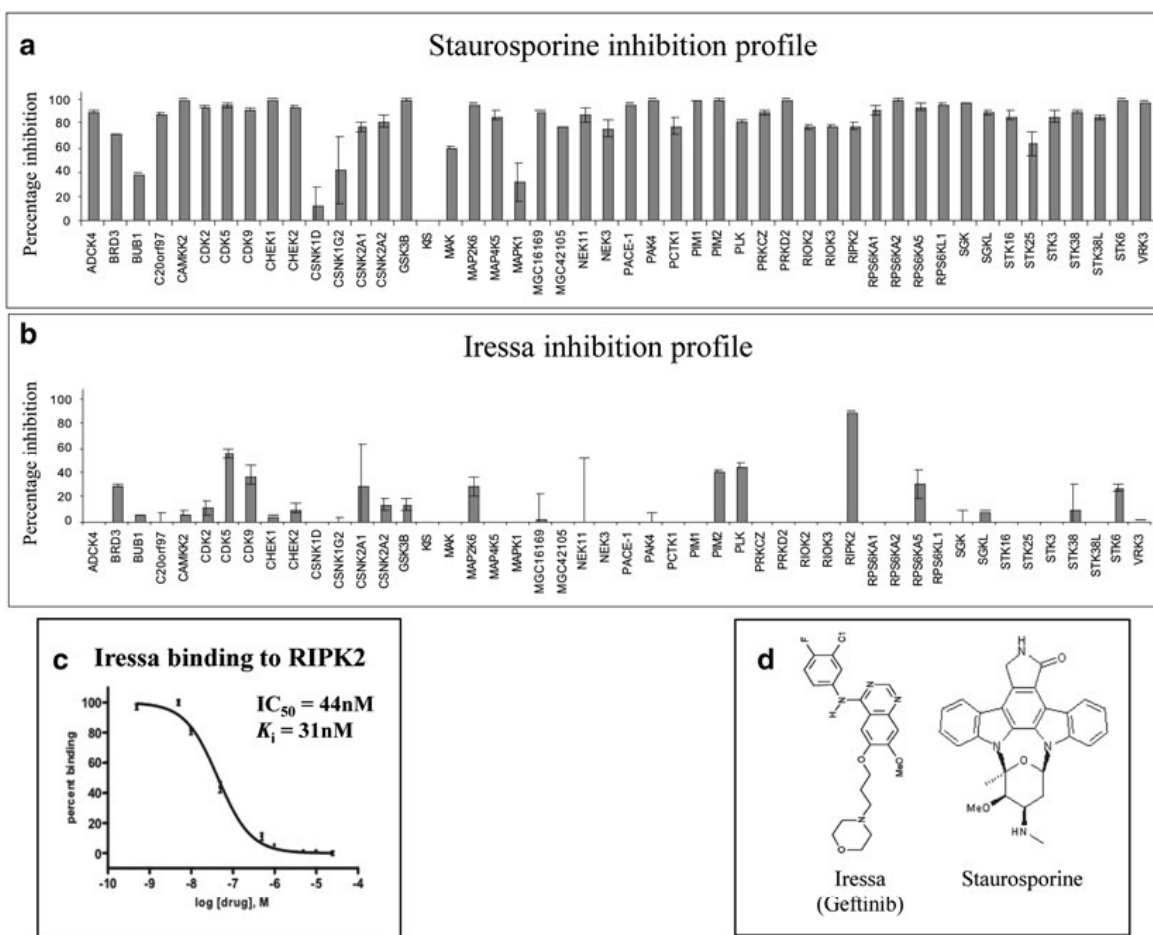 a
Staurosporine inhibition profile
Percentage inhibition
100
80
60
40
20
0
ADCK4
BRD3
BUB1
C20orf97
CAMKK2
CDK2
CDK5
CDK9
CHEK1
CHEK2
CSNK1D
CSNK1G2
CSNK2A1
CSNK2A2
GSK3B
KIS
MAK
MAP2K6
MAP4K5
MAPK1
MGC16169
MGC42105
NEK11
NEK3
PACE-1
PAK4
PCTK1
PIM1
PIM2
PLK
PRKCZ
PRKD2
RIOK2
RIOK3
RIPK2
RPS6KA1
RPS6KA2
RPS6KA5
RPS6KL1
SGK
SGKL
STK16
STK25
STK3
STK38
STK38L
STK6
VRK3
b
Iressa inhibition profile
Percentage inhibition
100
80
60
40
20
0
ADCK4
BRD3
BUB1
C20orf97
CAMKK2
CDK2
CDK5
CDK9
CHEK1
CHEK2
CSNK1D
CSNK1G2
CSNK2A1
CSNK2A2
GSK3B
KIS
MAK
MAP2K6
MAP4K5
MAPK1
MGC16169
MGC42105
NEK11
NEK3
PACE-1
PAK4
PCTK1
PIM1
PIM2
PLK
PRKCZ
PRKD2
RIOK2
RIOK3
RIPK2
RPS6KA1
RPS6KA2
RPS6KA5
RPS6KL1
SGK
SGKL
STK16
STK25
STK3
STK38
STK38L
STK6
VRK3
c
Iressa binding to RIPK2
IC50 = 44nM
Ki = 31nM
percent binding
100
80
60
40
20
0
-10 -9 -8 -7 -6 -5 -4
log [drug], M
d
F
C1
N
H
N
N
O
MeO
N
O
Iressa
(Geftinib)
H
N
O
N
N
O
MeO
HN
Staurosporine